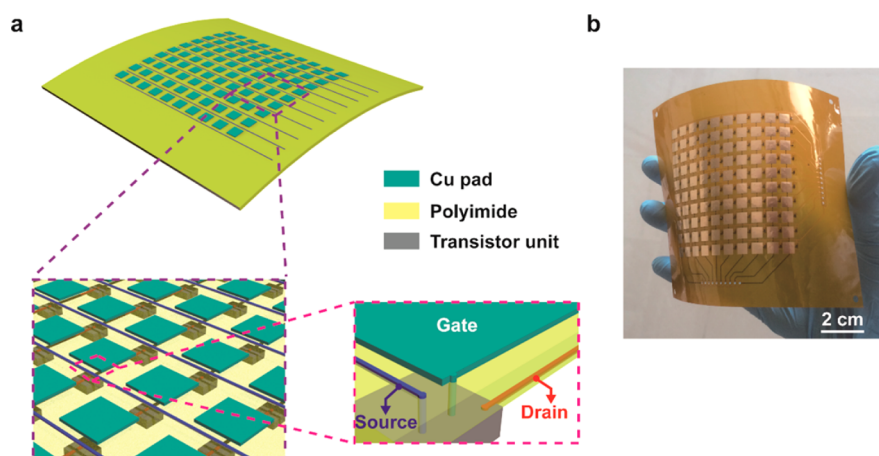 a
b
Cu pad
Polyimide
Transistor unit
Gate
Source
Drain
2 cm